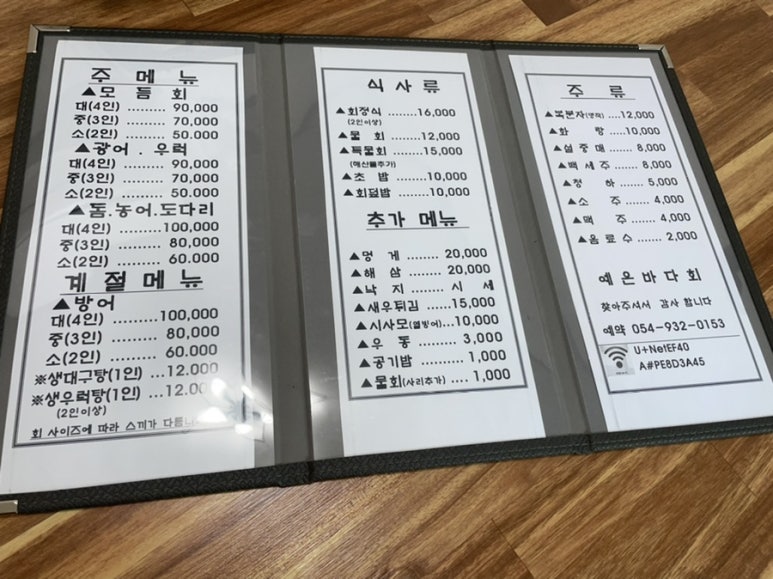 주 메 뉴
▲모 듬 회
대(4인) ......... 90,000
중(3인) ......... 70,000
소(2인) ......... 50.000
▲광어 . 우럭
대(4인) ......... 90,000
중(3인) ......... 70,000
소(2인) ......... 50.000
▲돔.농어.도다리
대(4인) ......... 100,000
중(3인) ......... 80,000
소(2인) ......... 60.000
계절메뉴
▲방어
대(4인) ......... 100,000
중(3인) ......... 80,000
소(2인) ......... 60.000
※생대구탕(1인) ...12.000
※생우럭탕(1인) ...12.00
(2인이상)
회 사이즈에 따라 스끼가 다릅니
식 사 류
▲회정식 ........16,000
(2인이상)
▲물 회 ........12,000
▲특물회 ........15,000
(해산물추가)
▲초 밥 ........10,000
▲회덮밥 ........10,000
추가 메뉴
▲멍 게 ........ 20,000
▲해 삼 ........ 20,000
▲낙 지 ........ 시 세
▲새우튀김 ......15,000
▲시사모(열빙어)...10,000
▲우 동 ........ 3,000
▲공기밥 ........ 1,000
▲물회(사리추가) .... 1,000
주 류
▲복분자(병)....12,000
▲화 랑 .......10,000
▲설중매 ....... 8,000
▲백세주 ....... 8,000
▲청 하 ....... 5,000
▲소 주 ....... 4,000
▲맥 주 ....... 4,000
▲음료수 ....... 2,000
예은바다회
찾아주셔서 감사 합니다
예약 054-932-0153
U+NetEF40
A#PE8D3A45